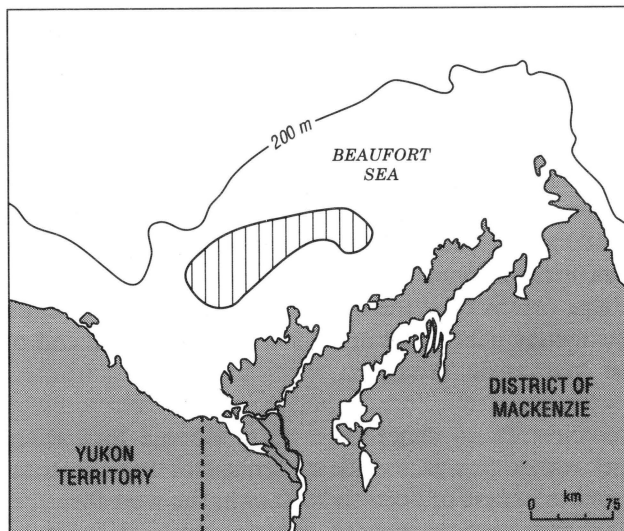 200 m
BEAUFORT
SEA
DISTRICT OF
MACKENZIE
YUKON
TERRITORY
km
0 75